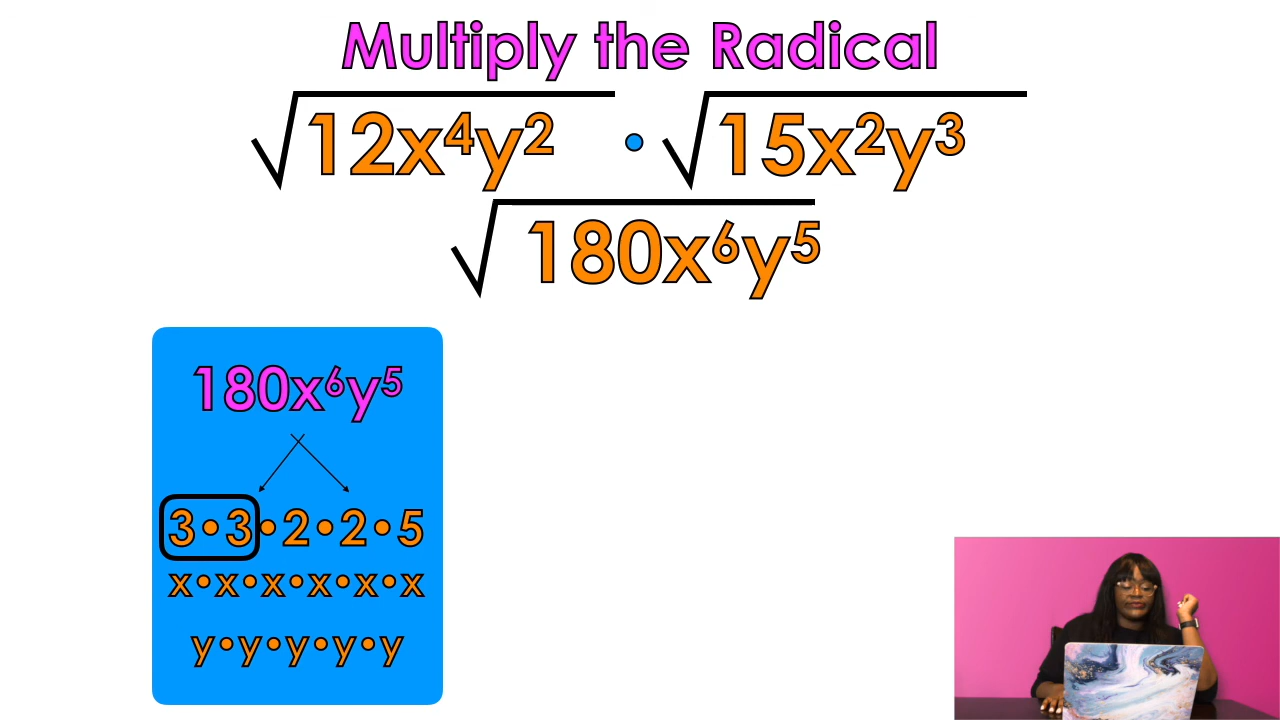 Multiply the Radical
√12x⁴y² • √15x²y³
√180x⁶y⁵
180x⁶y⁵
3•3•2•2•5
x•x•x•x•x•x
y•y•y•y•y